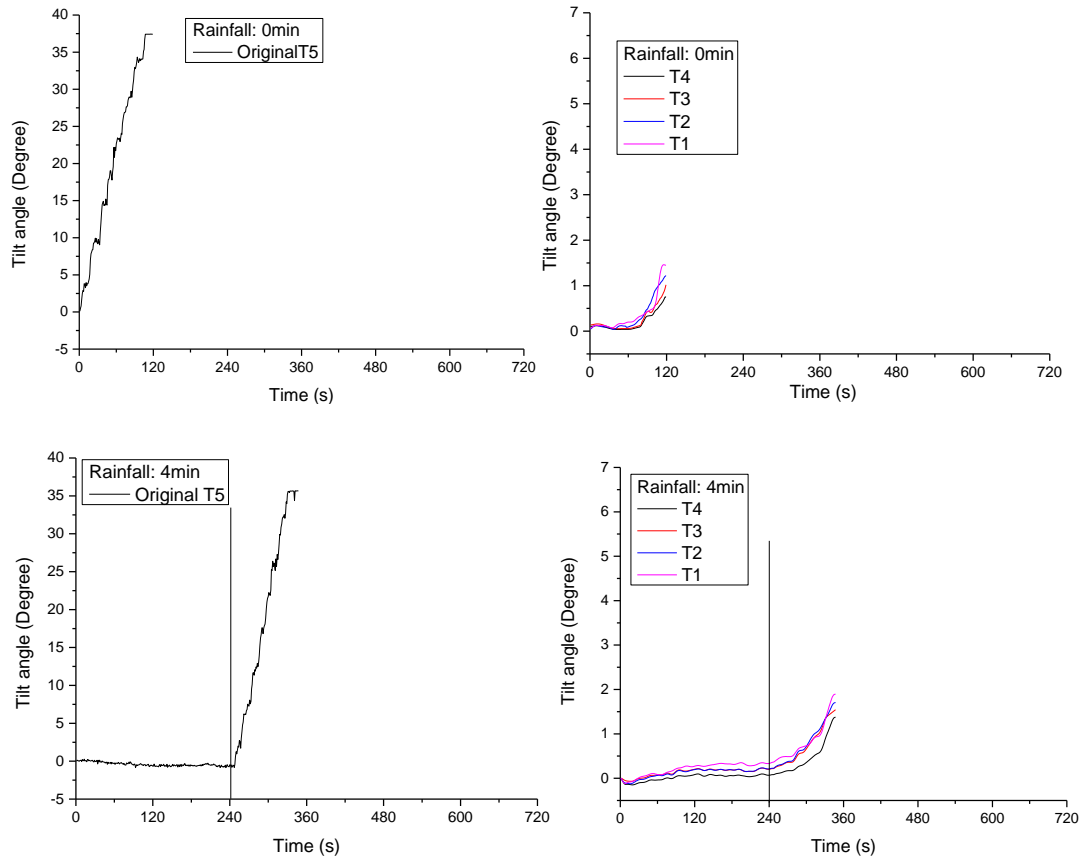 40
35
30
25
20
15
10
5
0
-5
Tilt angle (Degree)
Rainfall: 0min
OriginalT5
0 120 240 360 480 600 720
Time (s)
7
6
5
4
3
2
1
0
Tilt angle (Degree)
Rainfall: 0min
T4
T3
T2
T1
0 120 240 360 480 600 720
Time (s)
40
35
30
25
20
15
10
5
0
-5
Tilt angle (Degree)
Rainfall: 4min
Original T5
0 120 240 360 480 600 720
Time (s)
7
6
5
4
3
2
1
0
Tilt angle (Degree)
Rainfall: 4min
T4
T3
T2
T1
0 120 240 360 480 600 720
Time (s)